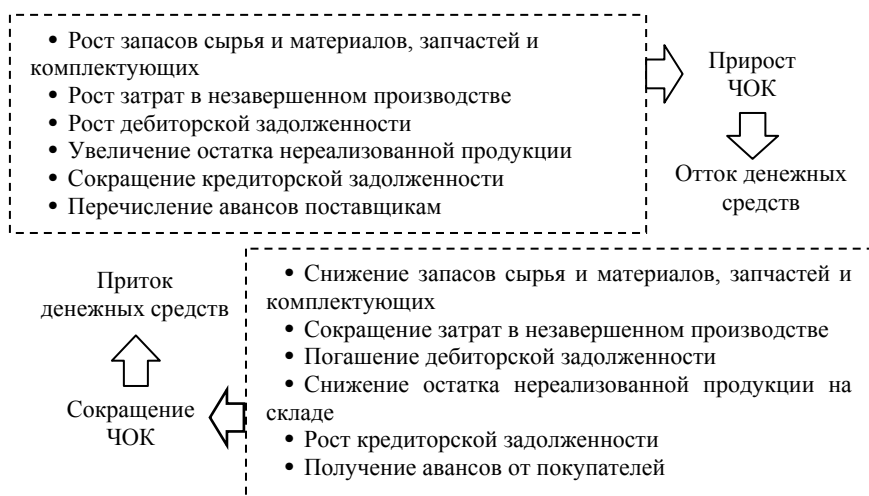 • Рост запасов сырья и материалов, запчастей и
комплектующих
• Рост затрат в незавершенном производстве
• Рост дебиторской задолженности
• Увеличение остатка нереализованной продукции
• Сокращение кредиторской задолженности
• Перечисление авансов поставщикам
Прирост
ЧОК
Отток денежных
средств
Приток
денежных средств
Сокращение
ЧОК
• Снижение запасов сырья и материалов, запчастей и
комплектующих
• Сокращение затрат в незавершенном производстве
• Погашение дебиторской задолженности
• Снижение остатка нереализованной продукции на
складе
• Рост кредиторской задолженности
• Получение авансов от покупателей